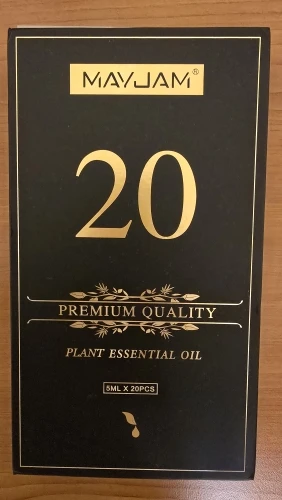 MAYJAM®
20
PREMIUM QUALITY
PLANT ESSENTIAL OIL
5ML X 20PCS